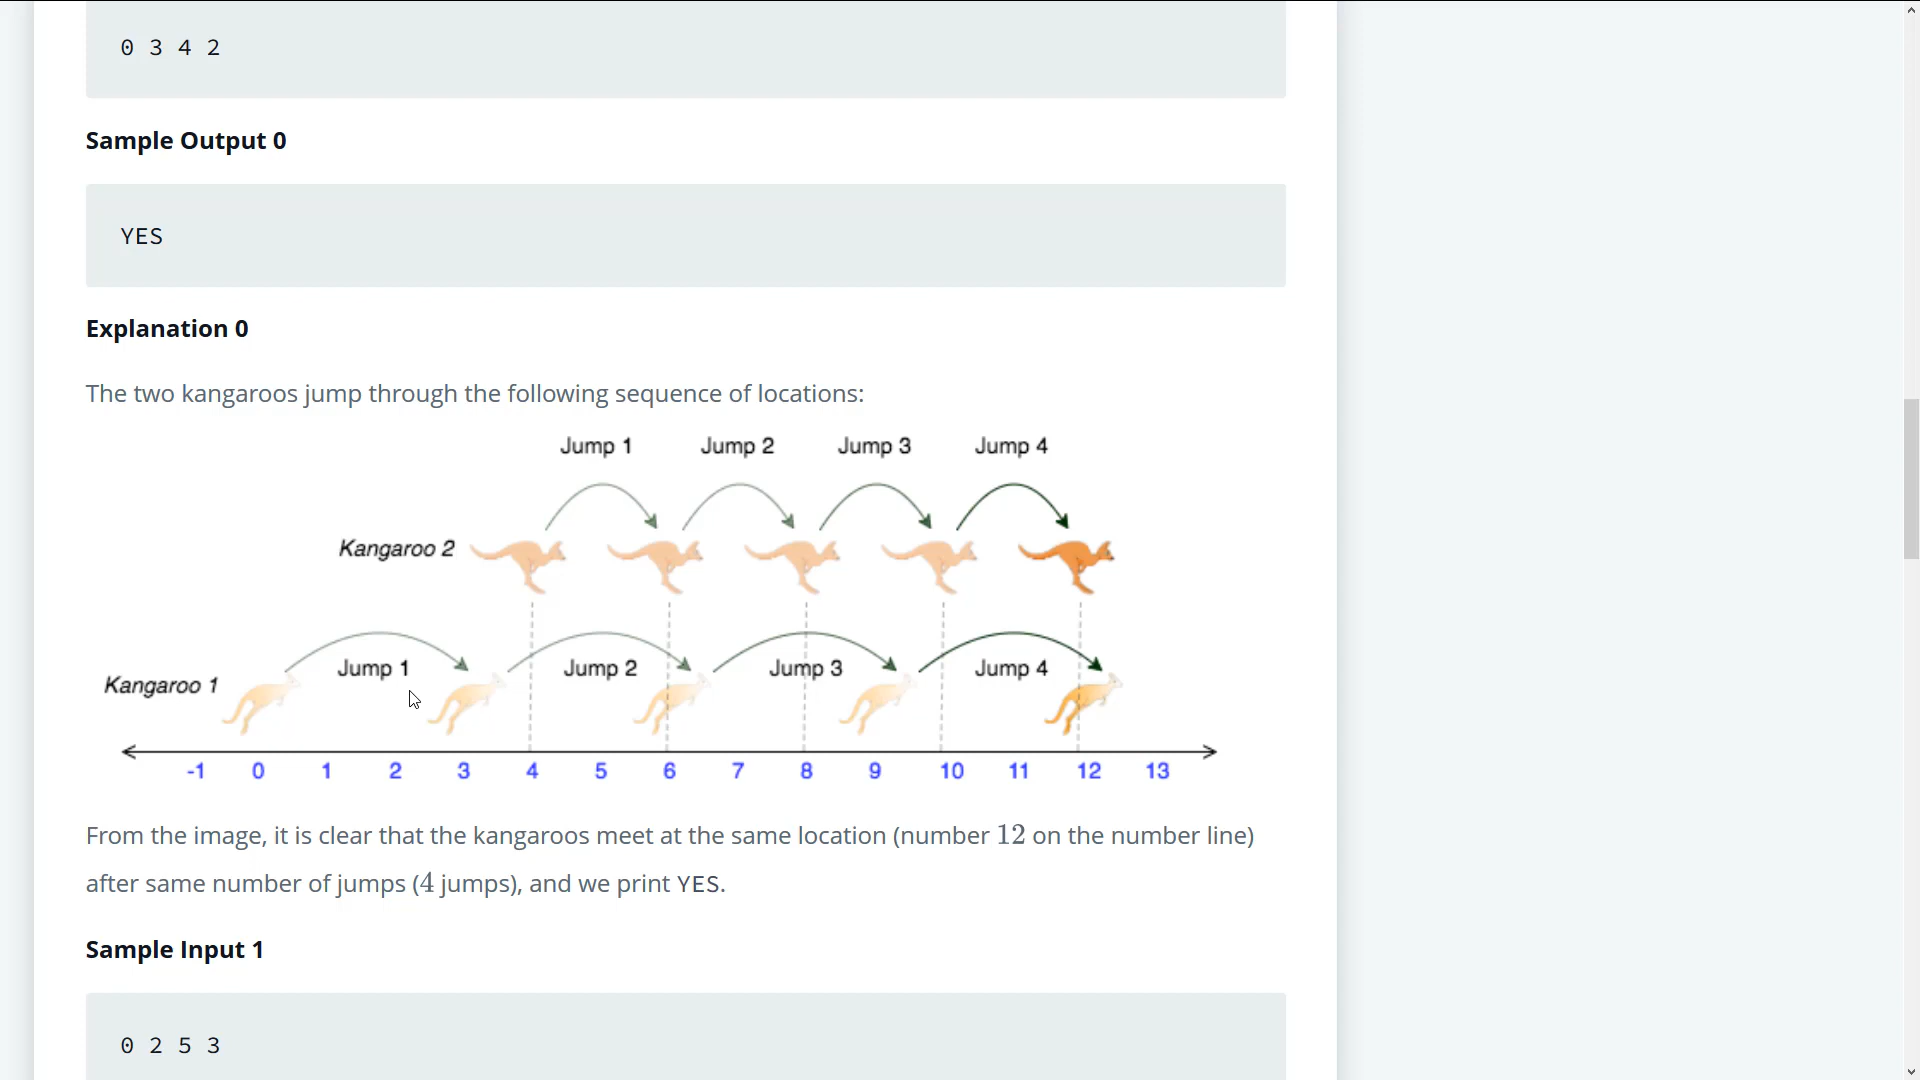 0 3 4 2
Sample Output 0
YES
Explanation 0
The two kangaroos jump through the following sequence of locations:
Jump 1 Jump 2 Jump 3 Jump 4
Kangaroo 2
Jump 1 Jump 2 Jump 3 Jump 4
Kangaroo 1
-1 0 1 2 3 4 5 6 7 8 9 10 11 12 13
From the image, it is clear that the kangaroos meet at the same location (number 12 on the number line)
after same number of jumps (4 jumps), and we print YES.
Sample Input 1
0 2 5 3